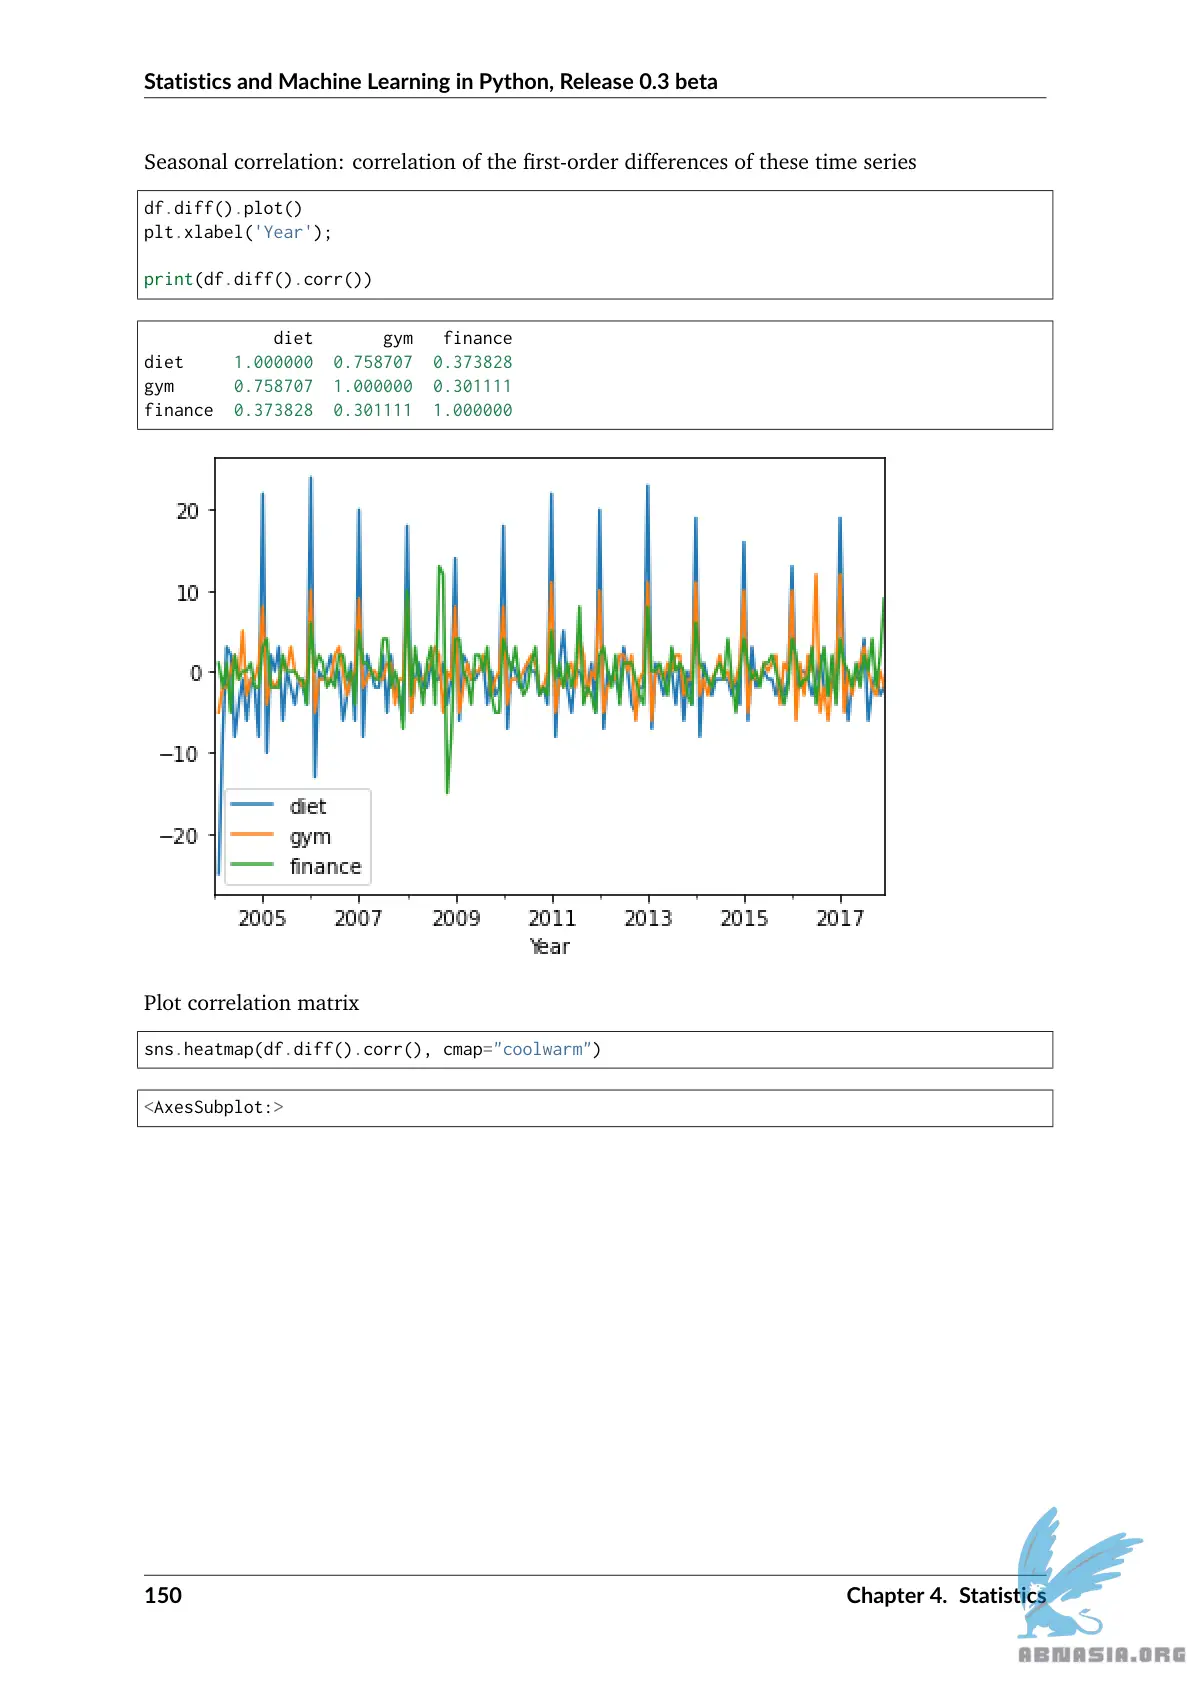 Statistics and Machine Learning in Python, Release 0.3 beta
Seasonal correlation: correlation of the first-order differences of these time series
df.diff().plot()
plt.xlabel('Year');
print(df.diff().corr())
diet gym finance
diet 1.000000 0.758707 0.373828
gym 0.758707 1.000000 0.301111
finance 0.373828 0.301111 1.000000
20
10
0
−10
−20
diet
gym
finance
2005 2007 2009 2011 2013 2015 2017
Year
Plot correlation matrix
sns.heatmap(df.diff().corr(), cmap="coolwarm")
<AxesSubplot:>
150 Chapter 4. Statistics
ABNASIA.ORG